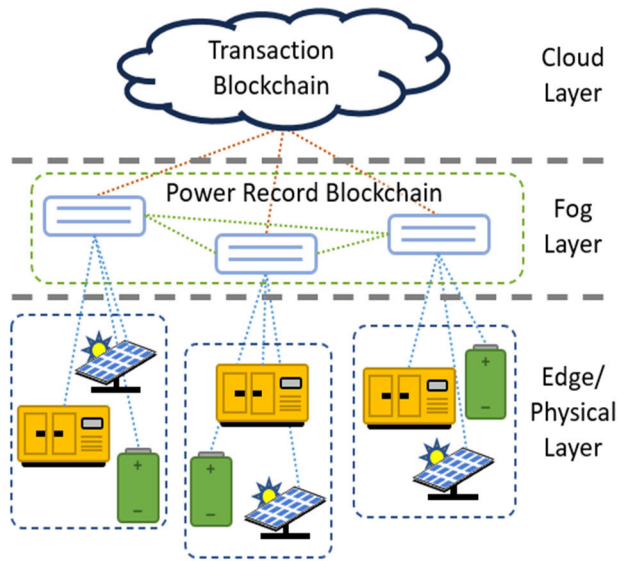 Transaction
Blockchain
Cloud
Layer
Power Record Blockchain
Fog
Layer
Edge/
Physical
Layer